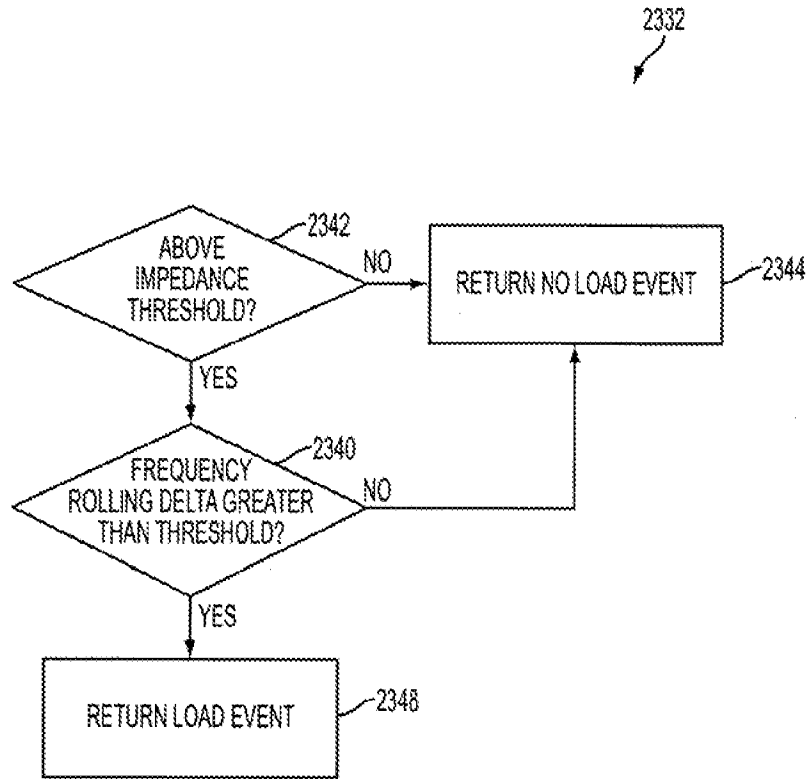 2332
2342
ABOVE
IMPEDANCE
THRESHOLD?
NO
RETURN NO LOAD EVENT
2344
YES
2340
FREQUENCY
ROLLING DELTA GREATER
THAN THRESHOLD?
NO
YES
RETURN LOAD EVENT
2348